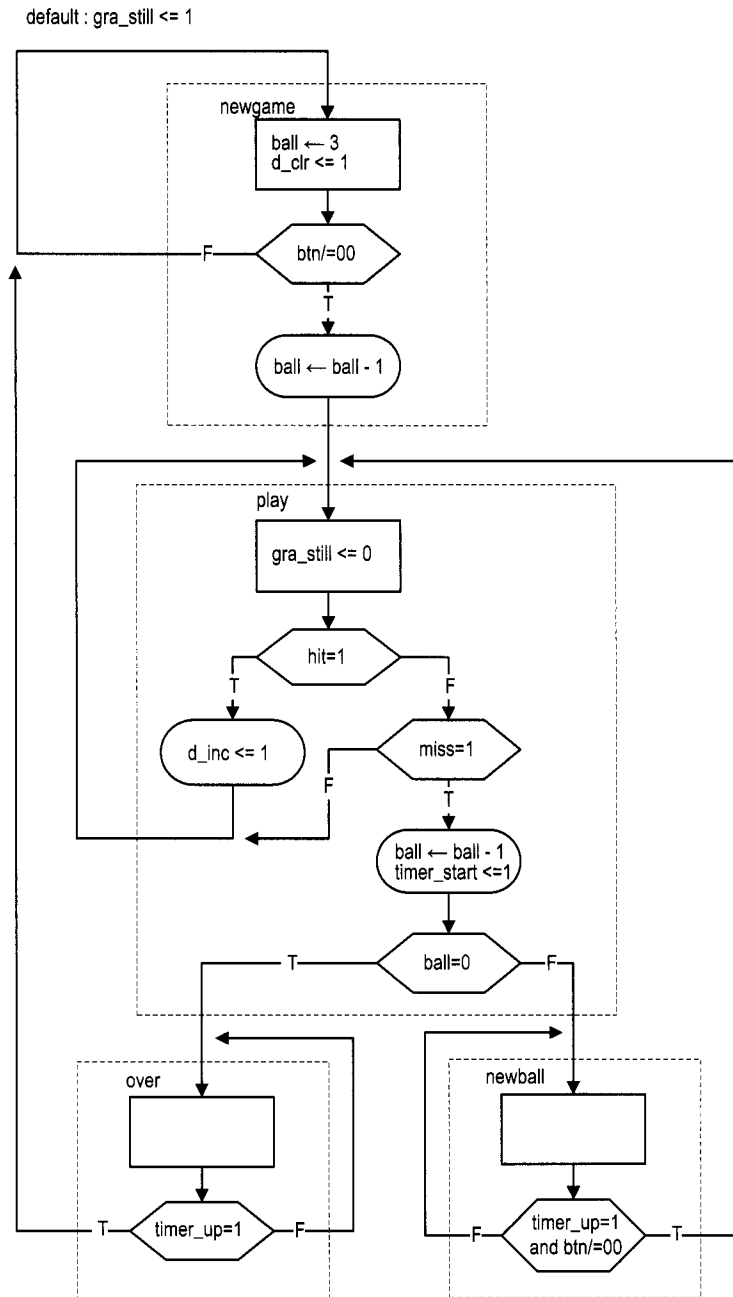 default : gra_still <= 1
newgame
ball ← 3
d_clr <= 1
F
btn/=00
T
ball ← ball - 1
play
gra_still <= 0
hit=1
T
F
d_inc <= 1
miss=1
F
T
ball ← ball - 1
timer_start <=1
T
ball=0
F
over
newball
T
timer_up=1
F
F
timer_up=1
and btn/=00
T